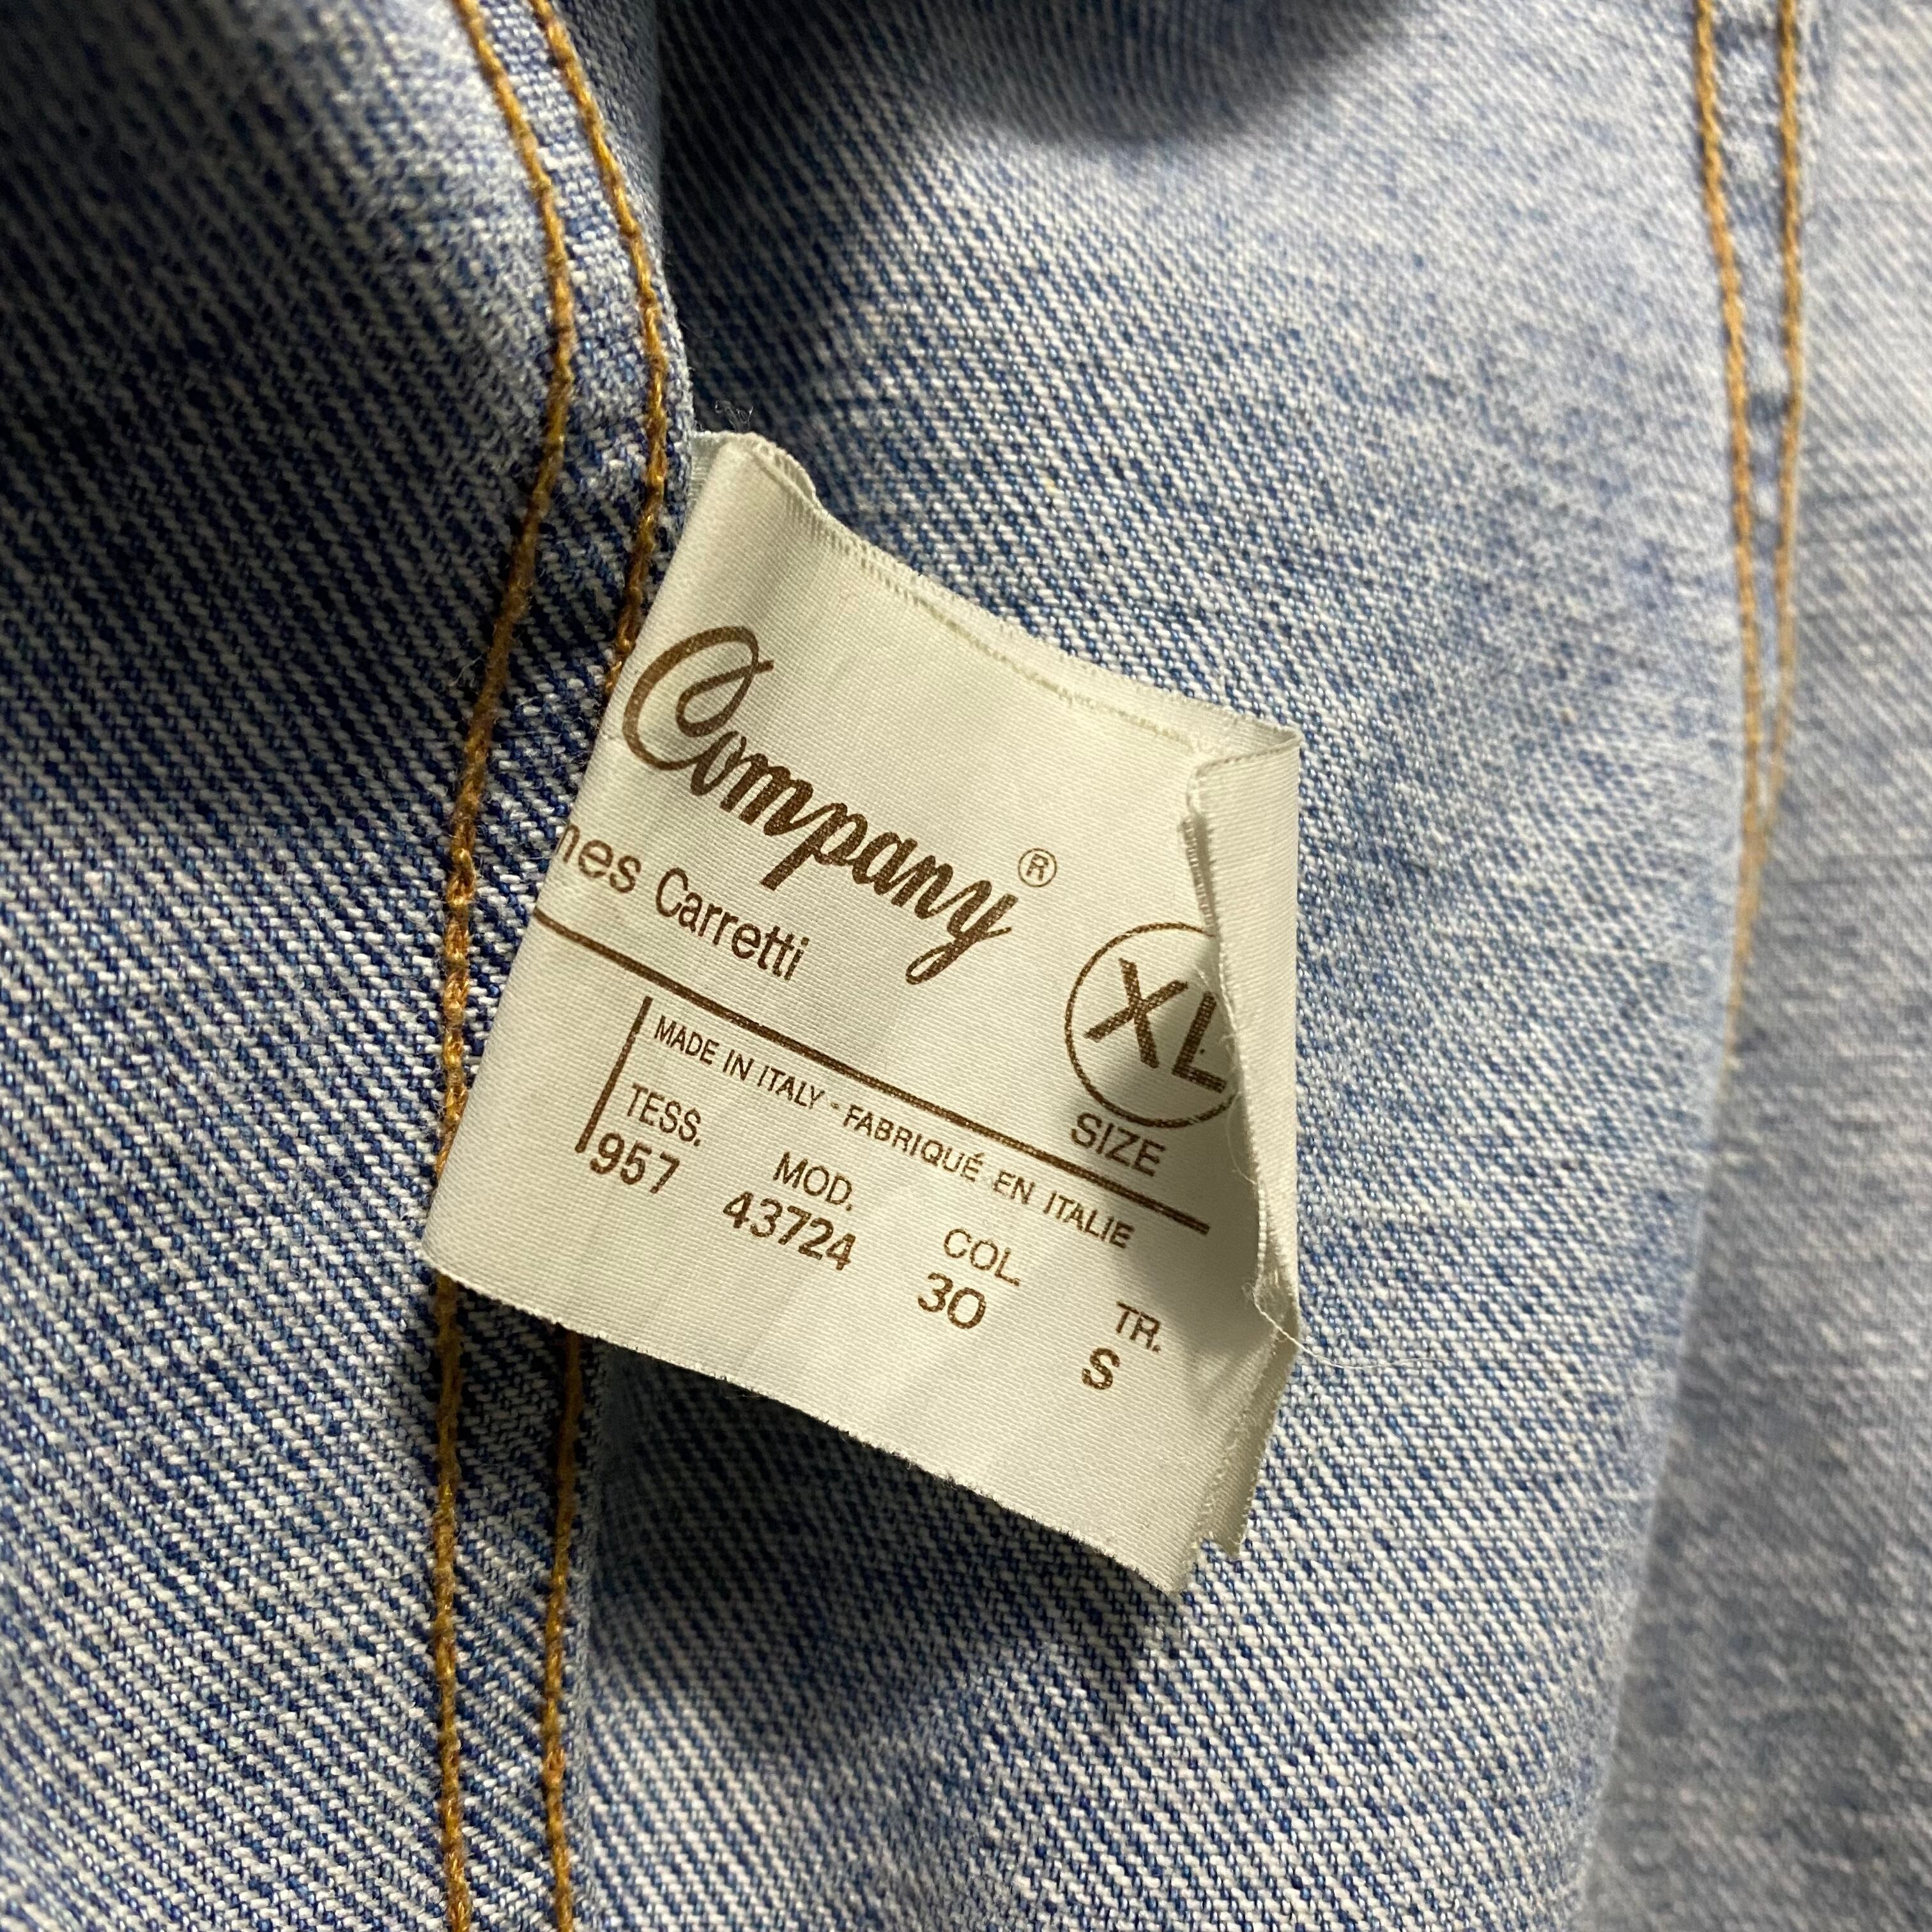 Company®
nes Carretti
XL
SIZE
MADE IN ITALY - FABRIQUÉ EN ITALIE
TESS. MOD. COL. TR.
957 43724 30 S